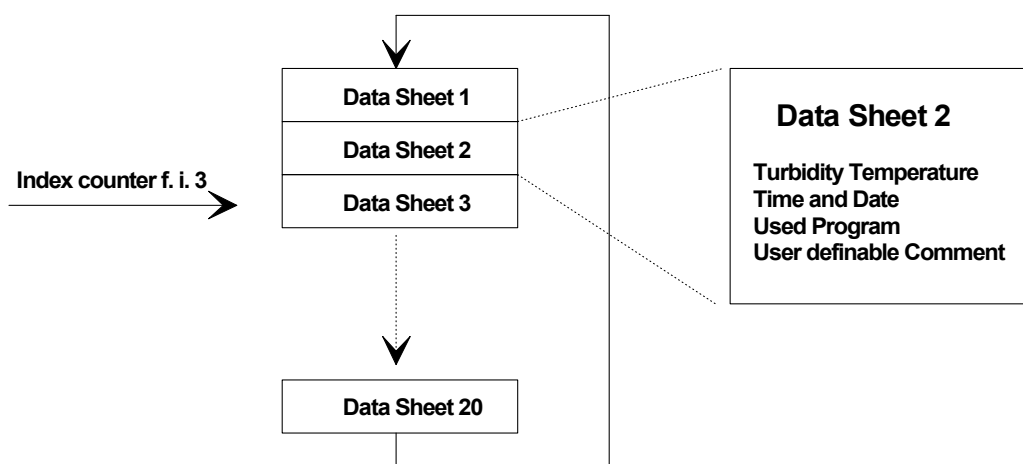 Data Sheet 1
Data Sheet 2
Data Sheet 3
Index counter f. i. 3
Data Sheet 20
Data Sheet 2
Turbidity Temperature
Time and Date
Used Program
User definable Comment